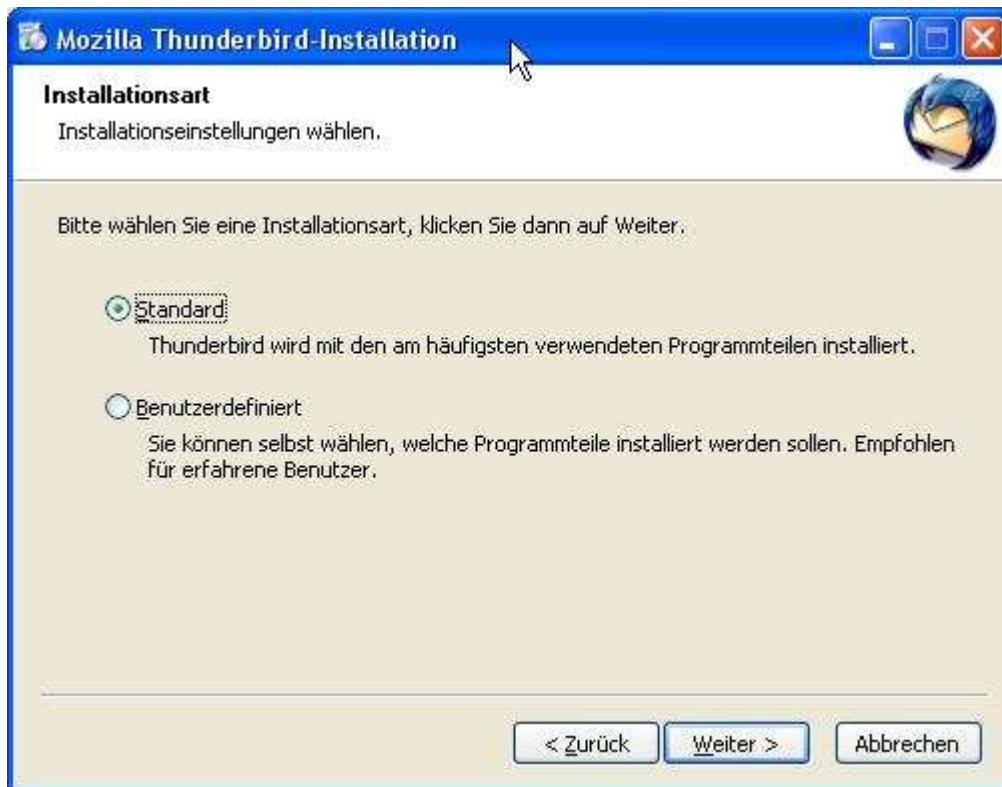 Mozilla Thunderbird-Installation
Installationsart
Installationseinstellungen wählen.
Bitte wählen Sie eine Installationsart, klicken Sie dann auf Weiter.
Standard
Thunderbird wird mit den am häufigsten verwendeten Programmteilen installiert.
Benutzerdefiniert
Sie können selbst wählen, welche Programmteile installiert werden sollen. Empfohlen
für erfahrene Benutzer.
< Zurück Weiter > Abbrechen